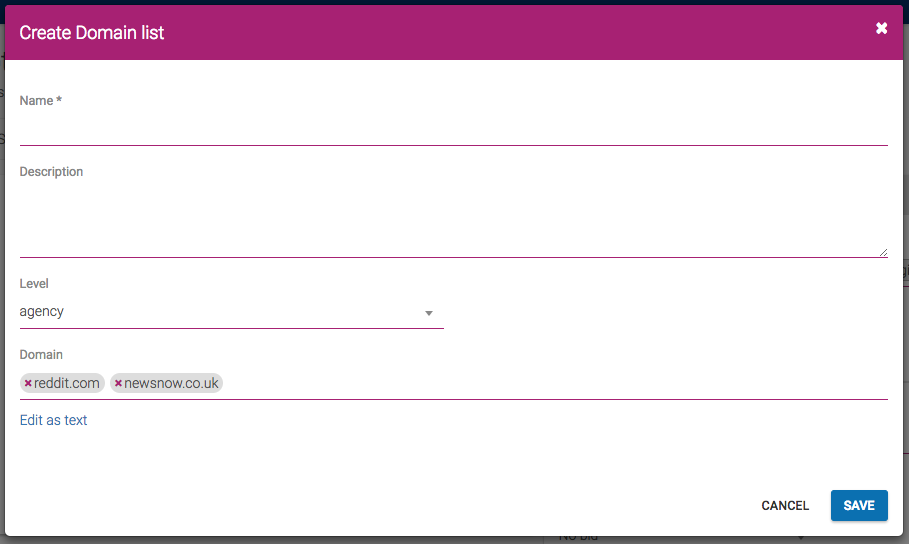 Create Domain list
Name *
Description
Level
agency
Domain
reddit.com newsnow.co.uk
Edit as text
CANCEL SAVE